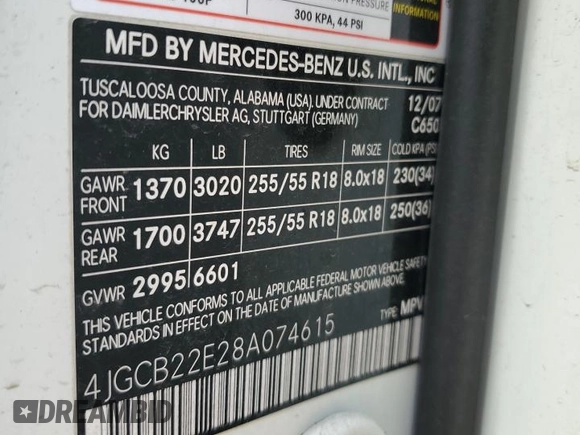 300 KPA, 44 PSI
INFORMATION
MFD BY MERCEDES-BENZ U.S. INTL., INC
TUSCALOOSA COUNTY, ALABAMA (USA). UNDER CONTRACT 12/07
FOR DAIMLERCHRYSLER AG, STUTTGART (GERMANY) C650
KG LB TIRES RIM SIZE COLD KPA (PSI
GAWR FRONT 1370 3020 255/55 R18 8.0x18 230(34)
GAWR REAR 1700 3747 255/55 R18 8.0x18 250(36)
GVWR 2995 6601
THIS VEHICLE CONFORMS TO ALL APPLICABLE FEDERAL MOTOR VEHICLE SAFETY
IN EFFECT ON THE DATE OF MANUFACTURE SHOWN ABOVE.
4JGCB22E28A074615 TYPE: MPV
DREAMBID